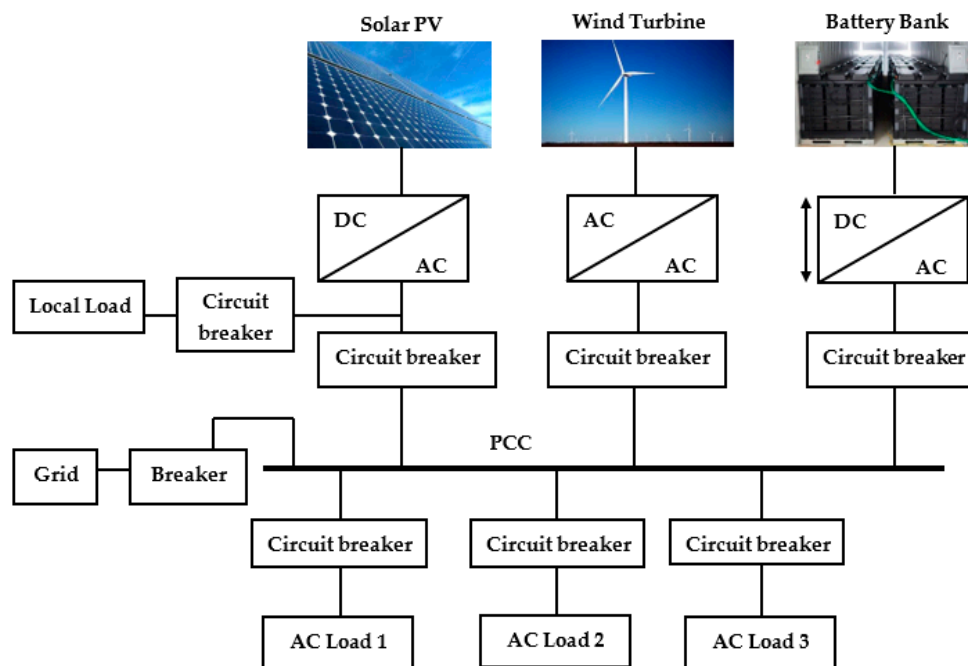 Solar PV
Wind Turbine
Battery Bank
DC
AC
AC
AC
DC
AC
Local Load
Circuit
breaker
Circuit breaker
Circuit breaker
Circuit breaker
PCC
Grid
Breaker
Circuit breaker
Circuit breaker
Circuit breaker
AC Load 1
AC Load 2
AC Load 3